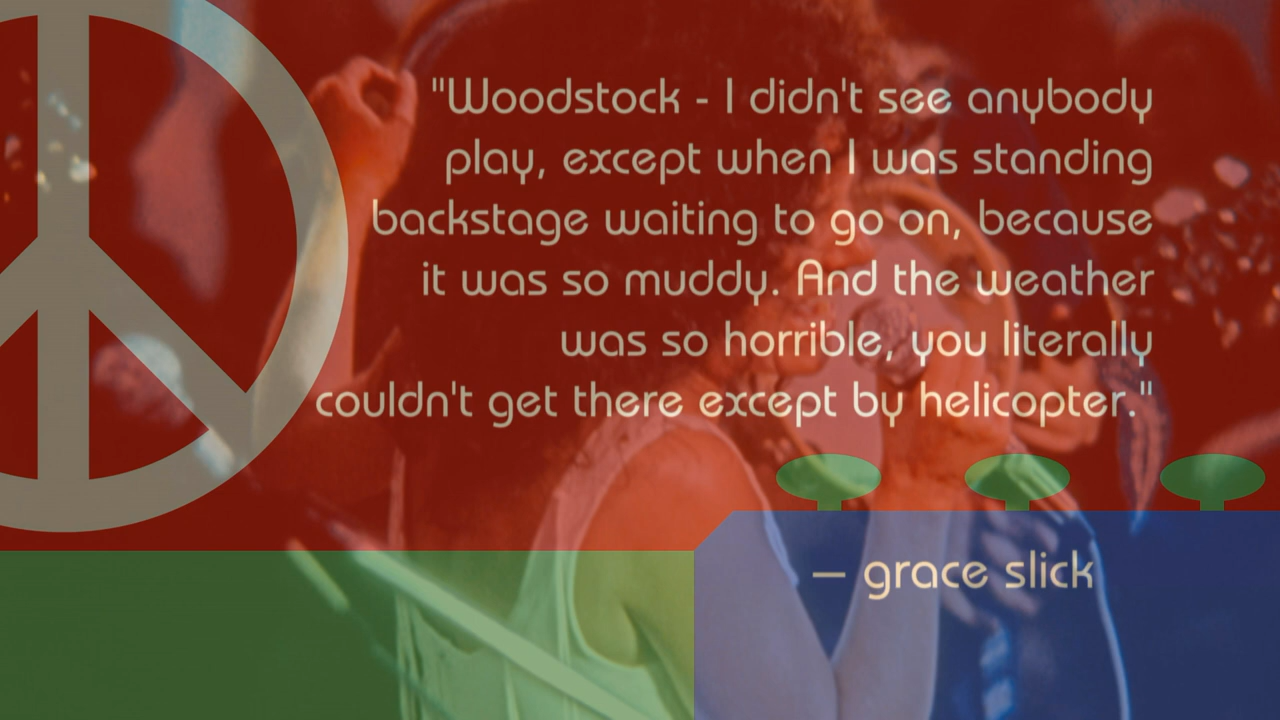 "Woodstock - I didn't see anybody
play, except when I was standing
backstage waiting to go on, because
it was so muddy. And the weather
was so horrible, you literally
couldn't get there except by helicopter."
— grace slick